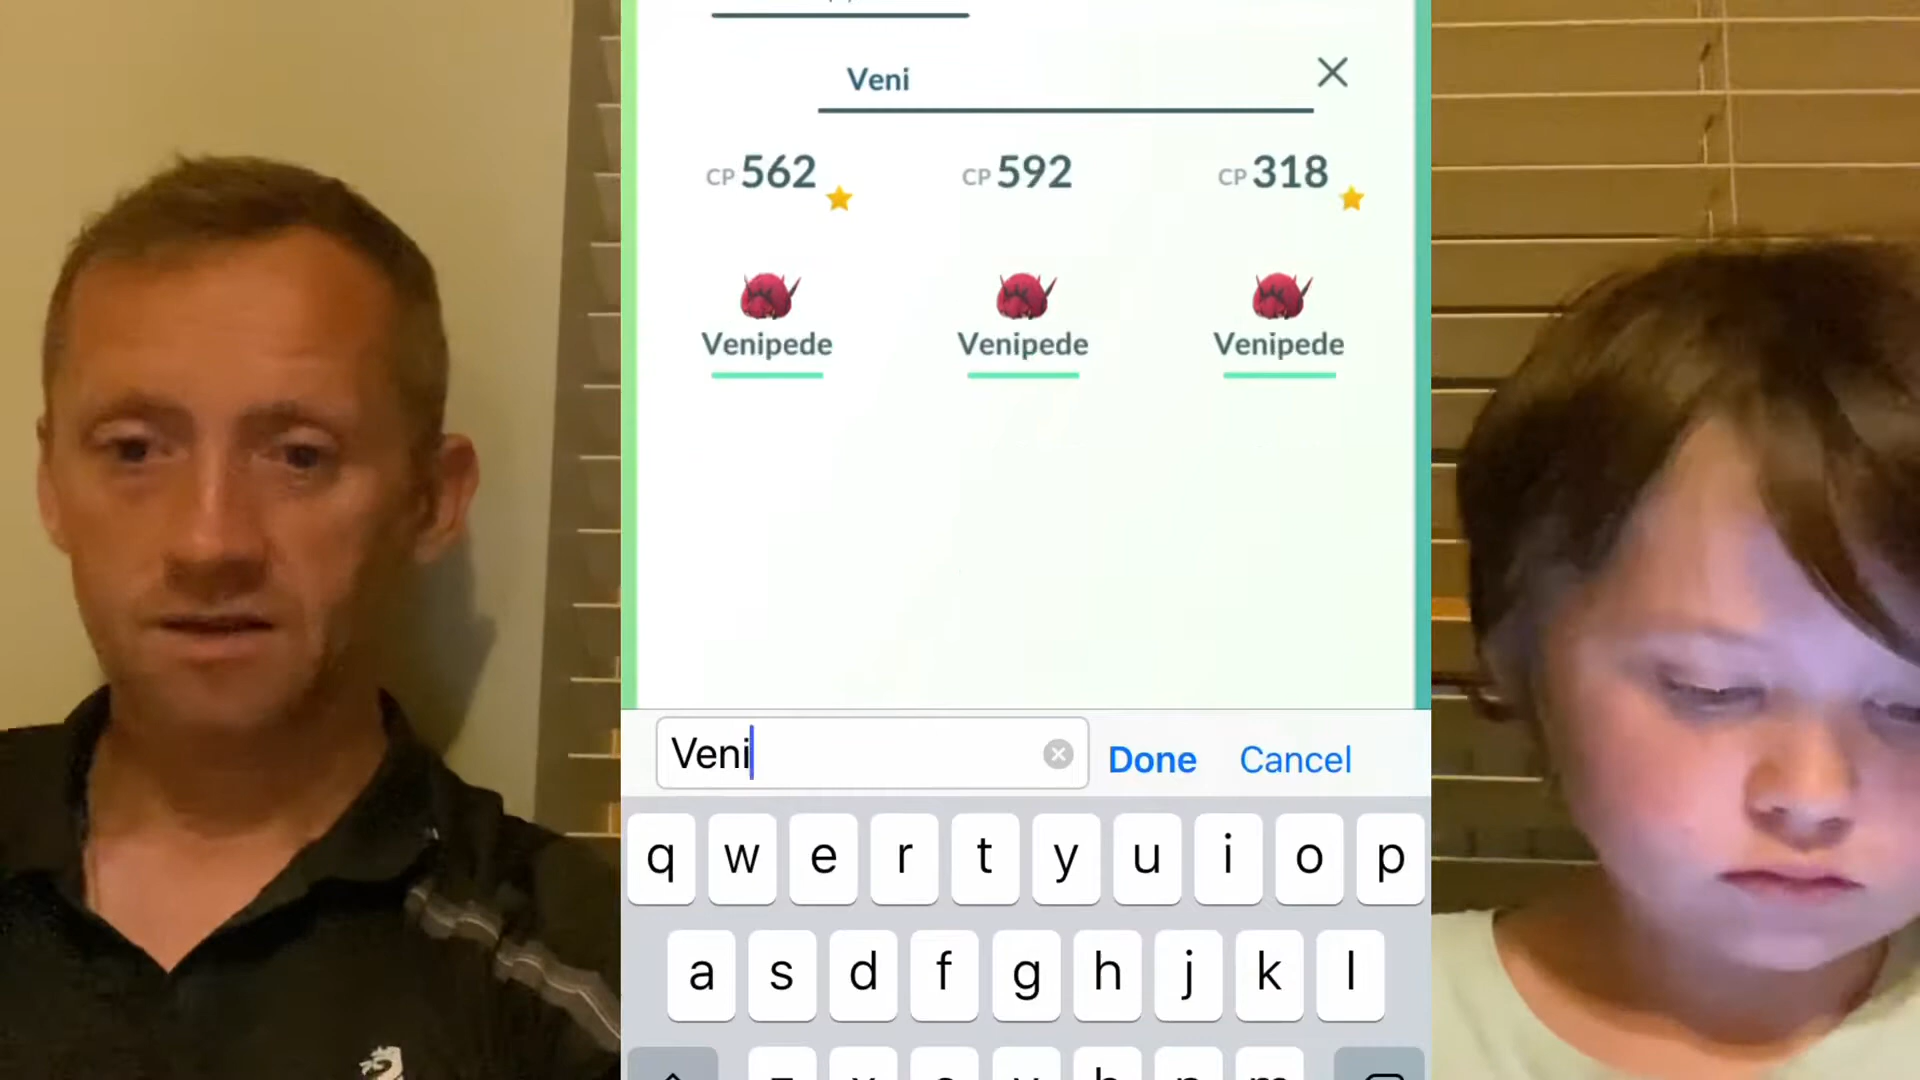 Veni
CP 562 CP 592 CP 318
Venipede Venipede Venipede
Veni Done Cancel
q w e r t y u i o p
a s d f g h j k l